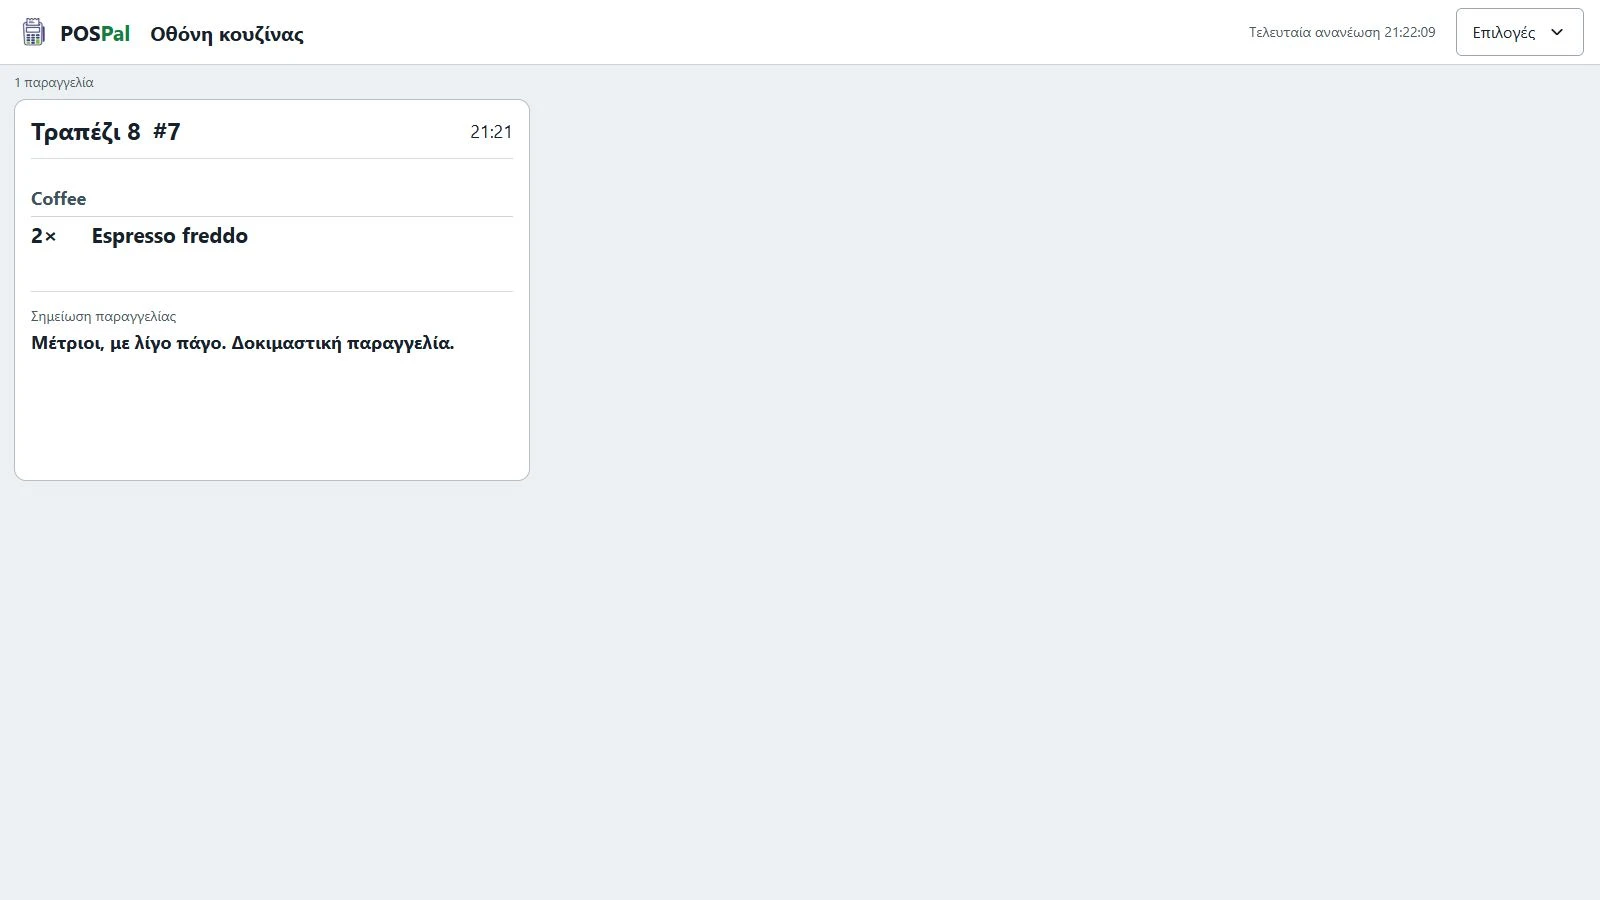 POSPal Οθόνη κουζίνας
Τελευταία ανανέωση 21:22:09
Επιλογές
1 παραγγελία
Τραπέζι 8 #7 21:21
Coffee
2× Espresso freddo
Σημείωση παραγγελίας
Μέτριοι, με λίγο πάγο. Δοκιμαστική παραγγελία.